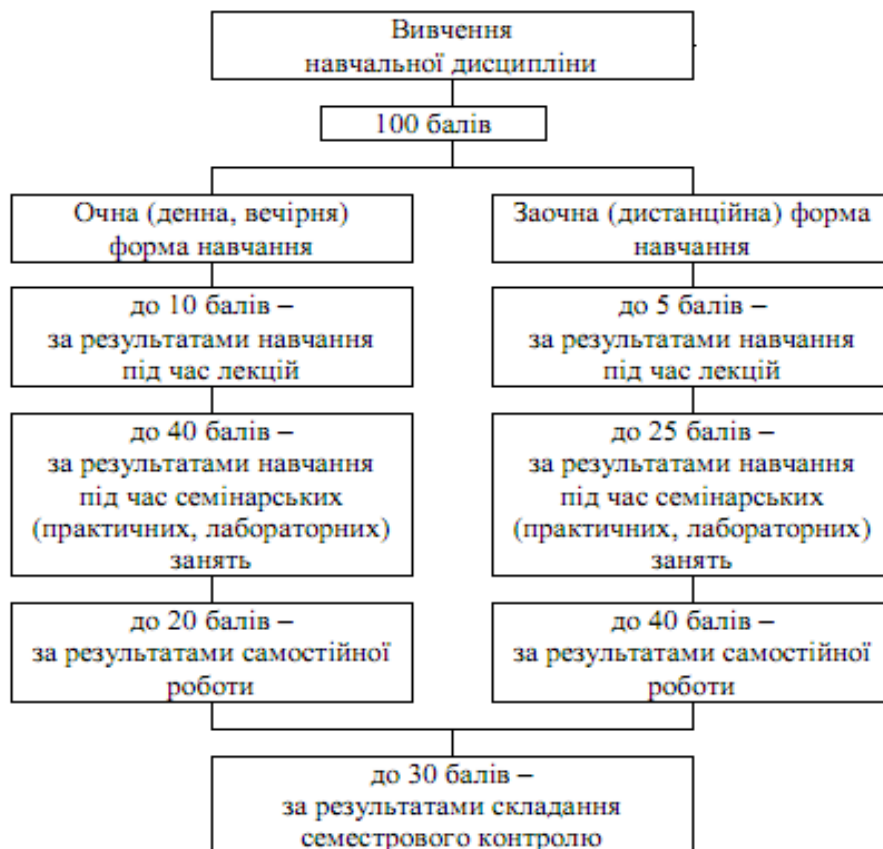 Вивчення
навчальної дисципліни
100 балів
Очна (денна, вечірня)
форма навчання
до 10 балів –
за результатами навчання
під час лекцій
до 40 балів –
за результатами навчання
під час семінарських
(практичних, лабораторних)
занять
до 20 балів –
за результатами самостійної
роботи
Заочна (дистанційна) форма
навчання
до 5 балів –
за результатами навчання
під час лекцій
до 25 балів –
за результатами навчання
під час семінарських
(практичних, лабораторних)
занять
до 40 балів –
за результатами самостійної
роботи
до 30 балів –
за результатами складання
семестрового контролю